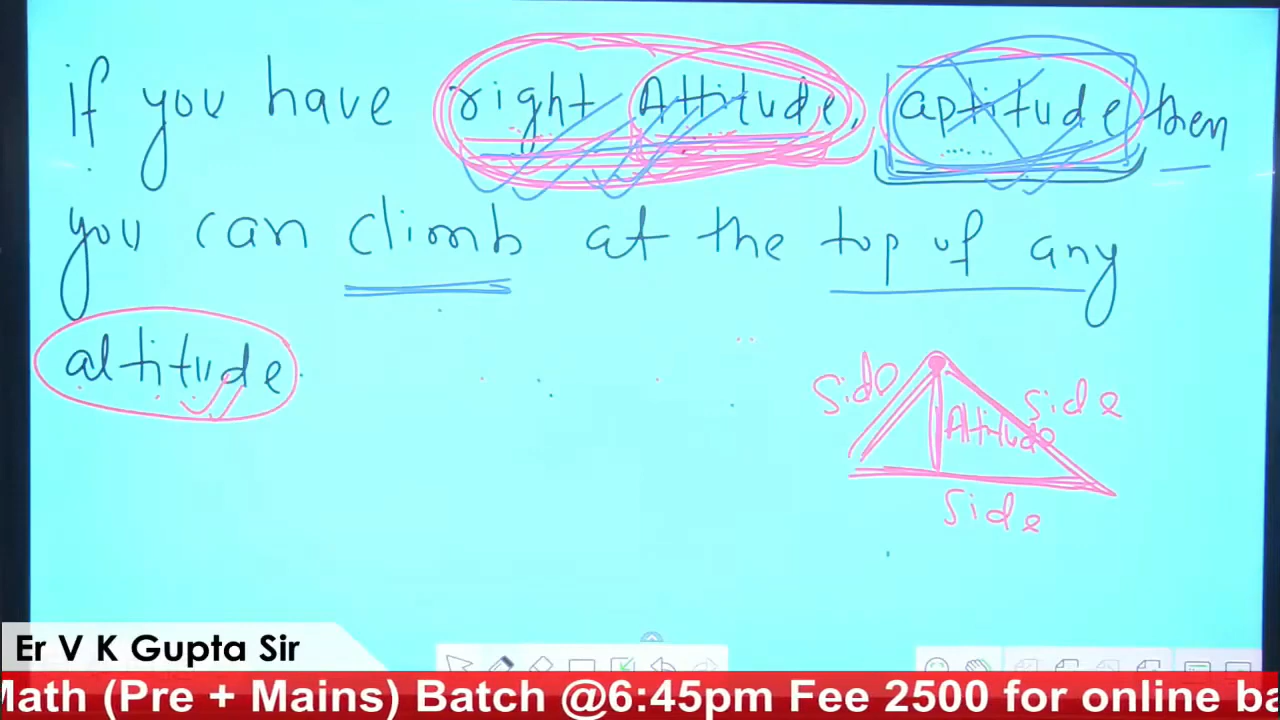 if you have right Attitude, aptitude then
you can climb at the top of any
altitude
Side
side
Altitude
Side
Er V K Gupta Sir
Math (Pre + Mains) Batch @6:45pm Fee 2500 for online ba